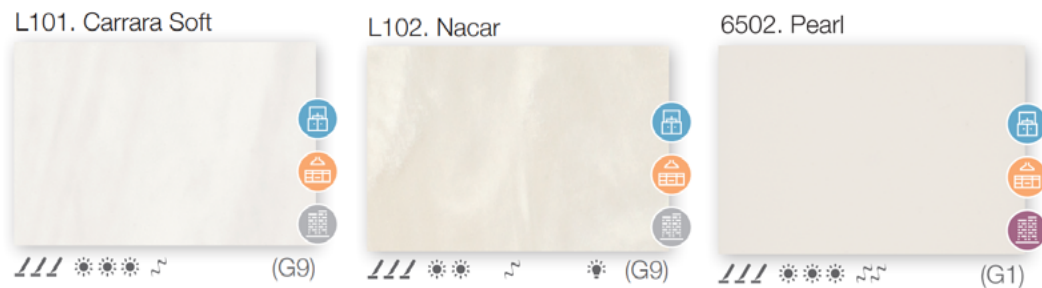 L101. Carrara Soft
L102. Nacar
6502. Pearl
(G9)
(G9)
(G1)